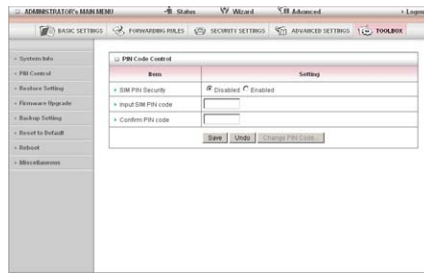 ADMINISTRATOR's MAIN MENU Status Wizard Advanced
BASIC SETTINGS FORWARDING RULES SECURITY SETTINGS ADVANCED SETTINGS TOOLBOX
System Info
PIN Control
Restore Setting
Firmware Upgrade
Backup Setting
Reset to Default
Reboot
Miscellaneous
PIN Code Control
Item Setting
SIM PIN Security Disabled Enabled
Input SIM PIN code
Confirm PIN code
Save Undo Change PIN Code...